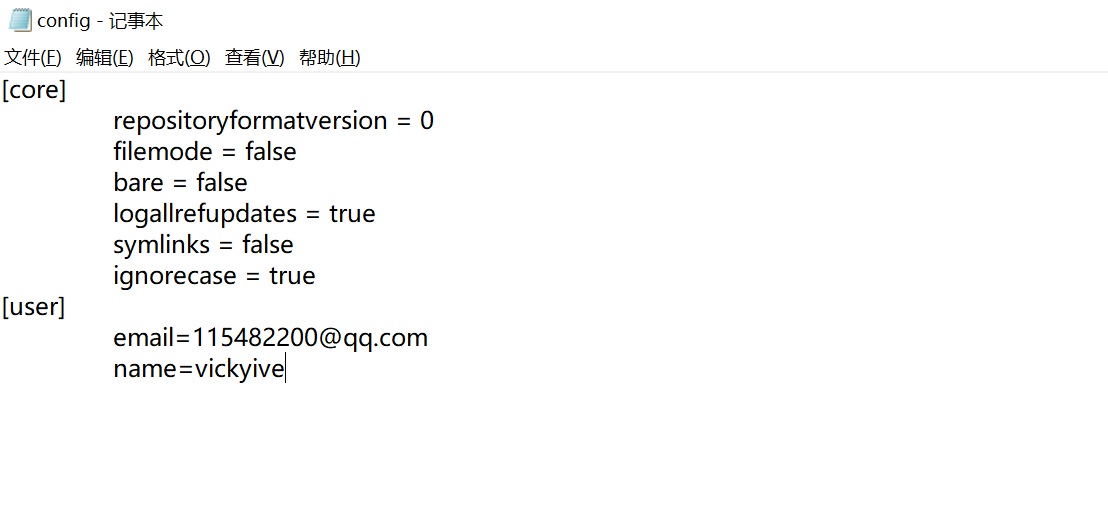 config - 记事本
文件(F) 编辑(E) 格式(O) 查看(V) 帮助(H)
[core]
repositoryformatversion = 0
filemode = false
bare = false
logallrefupdates = true
symlinks = false
ignorecase = true
[user]
email=115482200@qq.com
name=vickyive